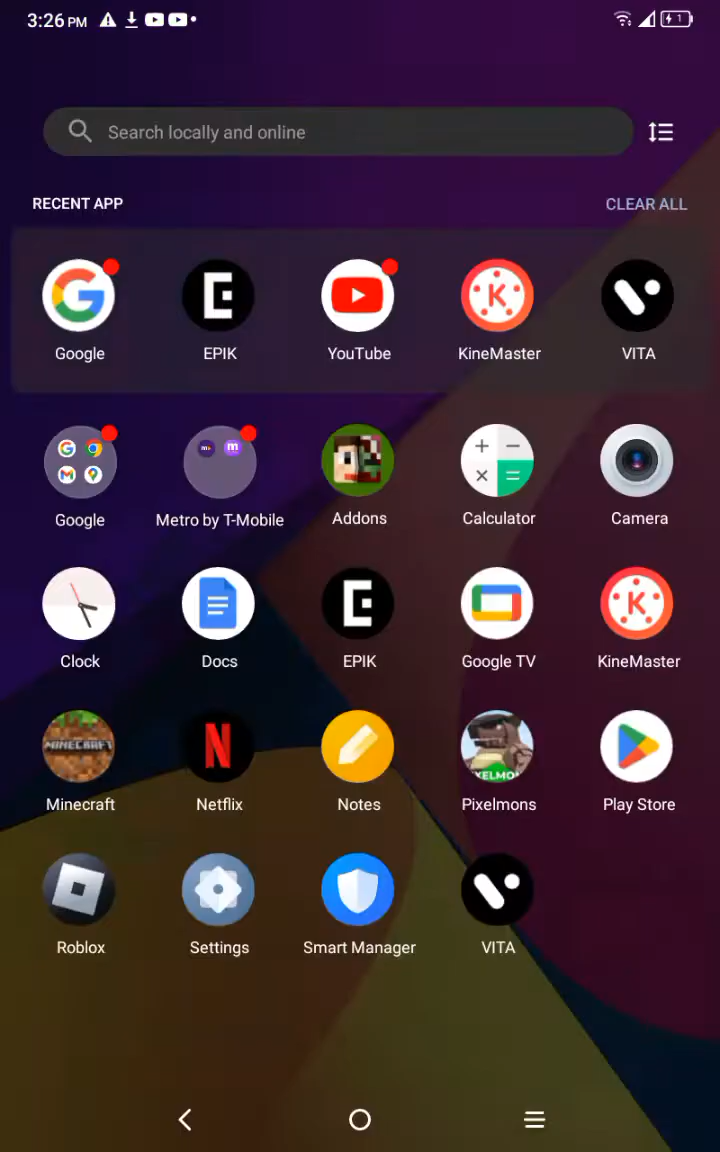 3:26 PM
1
Search locally and online
RECENT APP
CLEAR ALL
Google
EPIK
YouTube
KineMaster
VITA
Google
Metro by T-Mobile
Addons
Calculator
Camera
Clock
Docs
EPIK
Google TV
KineMaster
MINECRAFT
Minecraft
Netflix
Notes
Pixelmons
Play Store
Roblox
Settings
Smart Manager
VITA